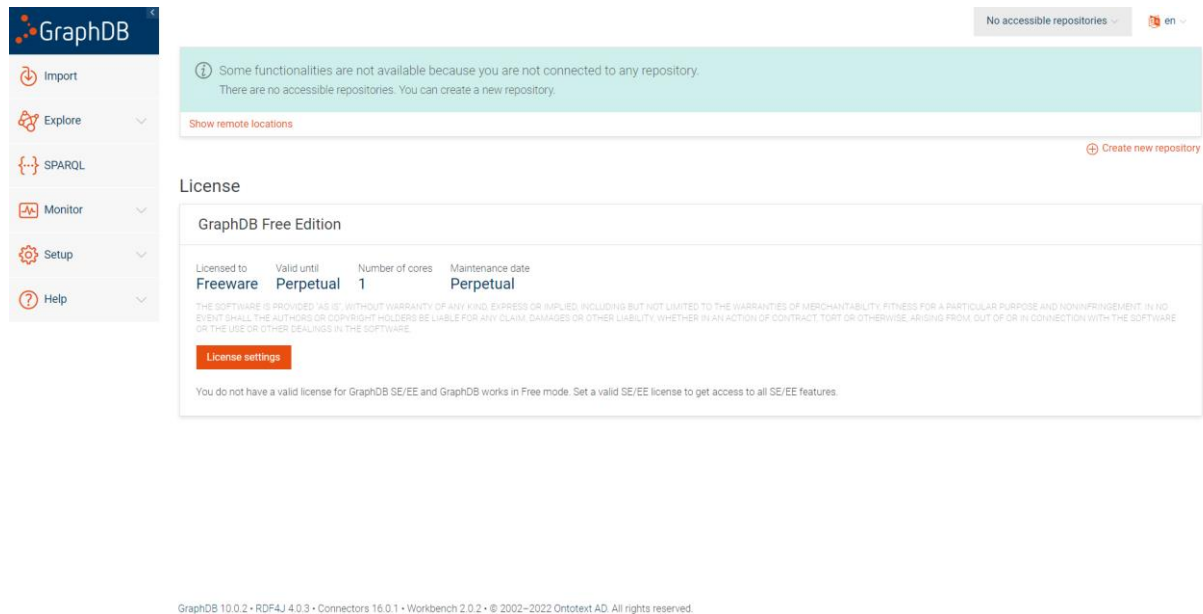 GraphDB
No accessible repositories
en
Import
Explore
SPARQL
Monitor
Setup
Help
Some functionalities are not available because you are not connected to any repository.
There are no accessible repositories. You can create a new repository.
Show remote locations
Create new repository
License
GraphDB Free Edition
Licensed to Valid until Number of cores Maintenance date
Freeware Perpetual 1 Perpetual
THE SOFTWARE IS PROVIDED "AS IS", WITHOUT WARRANTY OF ANY KIND, EXPRESS OR IMPLIED, INCLUDING BUT NOT LIMITED TO THE WARRANTIES OF MERCHANTABILITY, FITNESS FOR A PARTICULAR PURPOSE AND NONINFRINGEMENT. IN NO
EVENT SHALL THE AUTHORS OR COPYRIGHT HOLDERS BE LIABLE FOR ANY CLAIM, DAMAGES OR OTHER LIABILITY, WHETHER IN AN ACTION OF CONTRACT, TORT OR OTHERWISE, ARISING FROM, OUT OF OR IN CONNECTION WITH THE SOFTWARE
OR THE USE OR OTHER DEALINGS IN THE SOFTWARE.
License settings
You do not have a valid license for GraphDB SE/EE and GraphDB works in Free mode. Set a valid SE/EE license to get access to all SE/EE features.
GraphDB 10.0.2 • RDF4J 4.0.3 • Connectors 16.0.1 • Workbench 2.0.2 • © 2002–2022 Ontotext AD. All rights reserved.